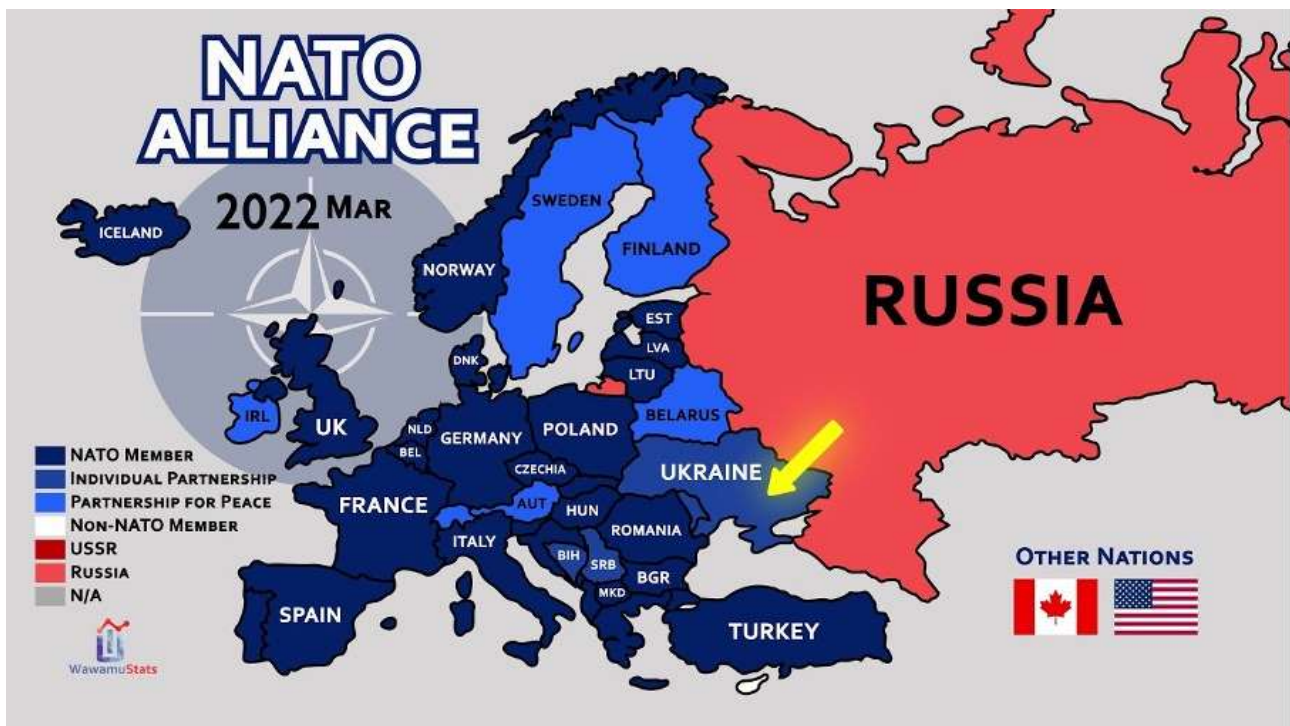 NATO
ALLIANCE
2022 MAR
ICELAND
SWEDEN
FINLAND
NORWAY
RUSSIA
EST
LVA
DNK
LTU
IRL
UK
NLD
BEL
GERMANY
POLAND
BELARUS
CZECHIA
UKRAINE
FRANCE
AUT
HUN
ROMANIA
ITALY
BIH
SRB
BGR
MKD
SPAIN
TURKEY
NATO MEMBER
INDIVIDUAL PARTNERSHIP
PARTNERSHIP FOR PEACE
NON-NATO MEMBER
USSR
RUSSIA
N/A
WawamuStats
OTHER NATIONS